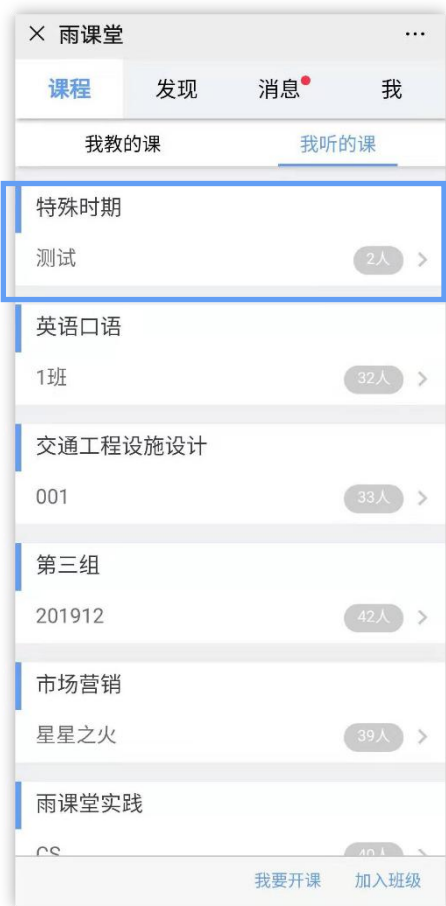 × 雨课堂 ...
课程 发现 消息 我
我教的课 我听的课
特殊时期
测试 2人 >
英语口语
1班 32人 >
交通工程设施设计
001 33人 >
第三组
201912 42人 >
市场营销
星星之火 39人 >
雨课堂实践
我要开课 加入班级